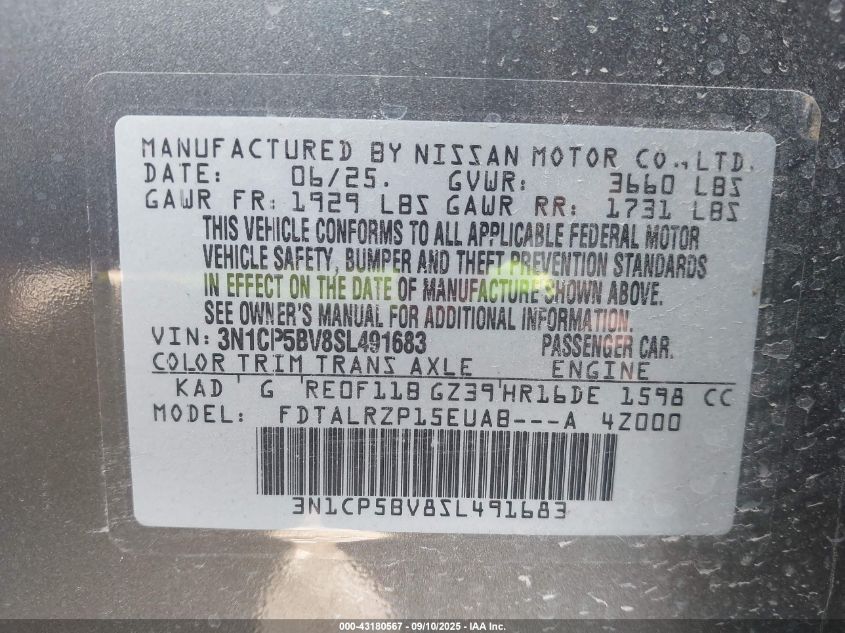 MANUFACTURED BY NISSAN MOTOR CO., LTD.
DATE: 06/25. GVWR: 3660 LBS
GAWR FR: 1929 LBS GAWR RR: 1731 LBS
THIS VEHICLE CONFORMS TO ALL APPLICABLE FEDERAL MOTOR
VEHICLE SAFETY, BUMPER AND THEFT PREVENTION STANDARDS
IN EFFECT ON THE DATE OF MANUFACTURE SHOWN ABOVE.
SEE OWNER'S MANUAL FOR ADDITIONAL INFORMATION.
VIN: 3N1CP5BV8SL491683 PASSENGER CAR.
COLOR TRIM TRANS AXLE ENGINE
KAD G RE0F11B GZ39 HR16DE 1598 CC
MODEL: FDTALRZP15EUAB---A 4Z000
3N1CP5BV8SL491683
000-43180567 - 09/10/2025 - IAA Inc.